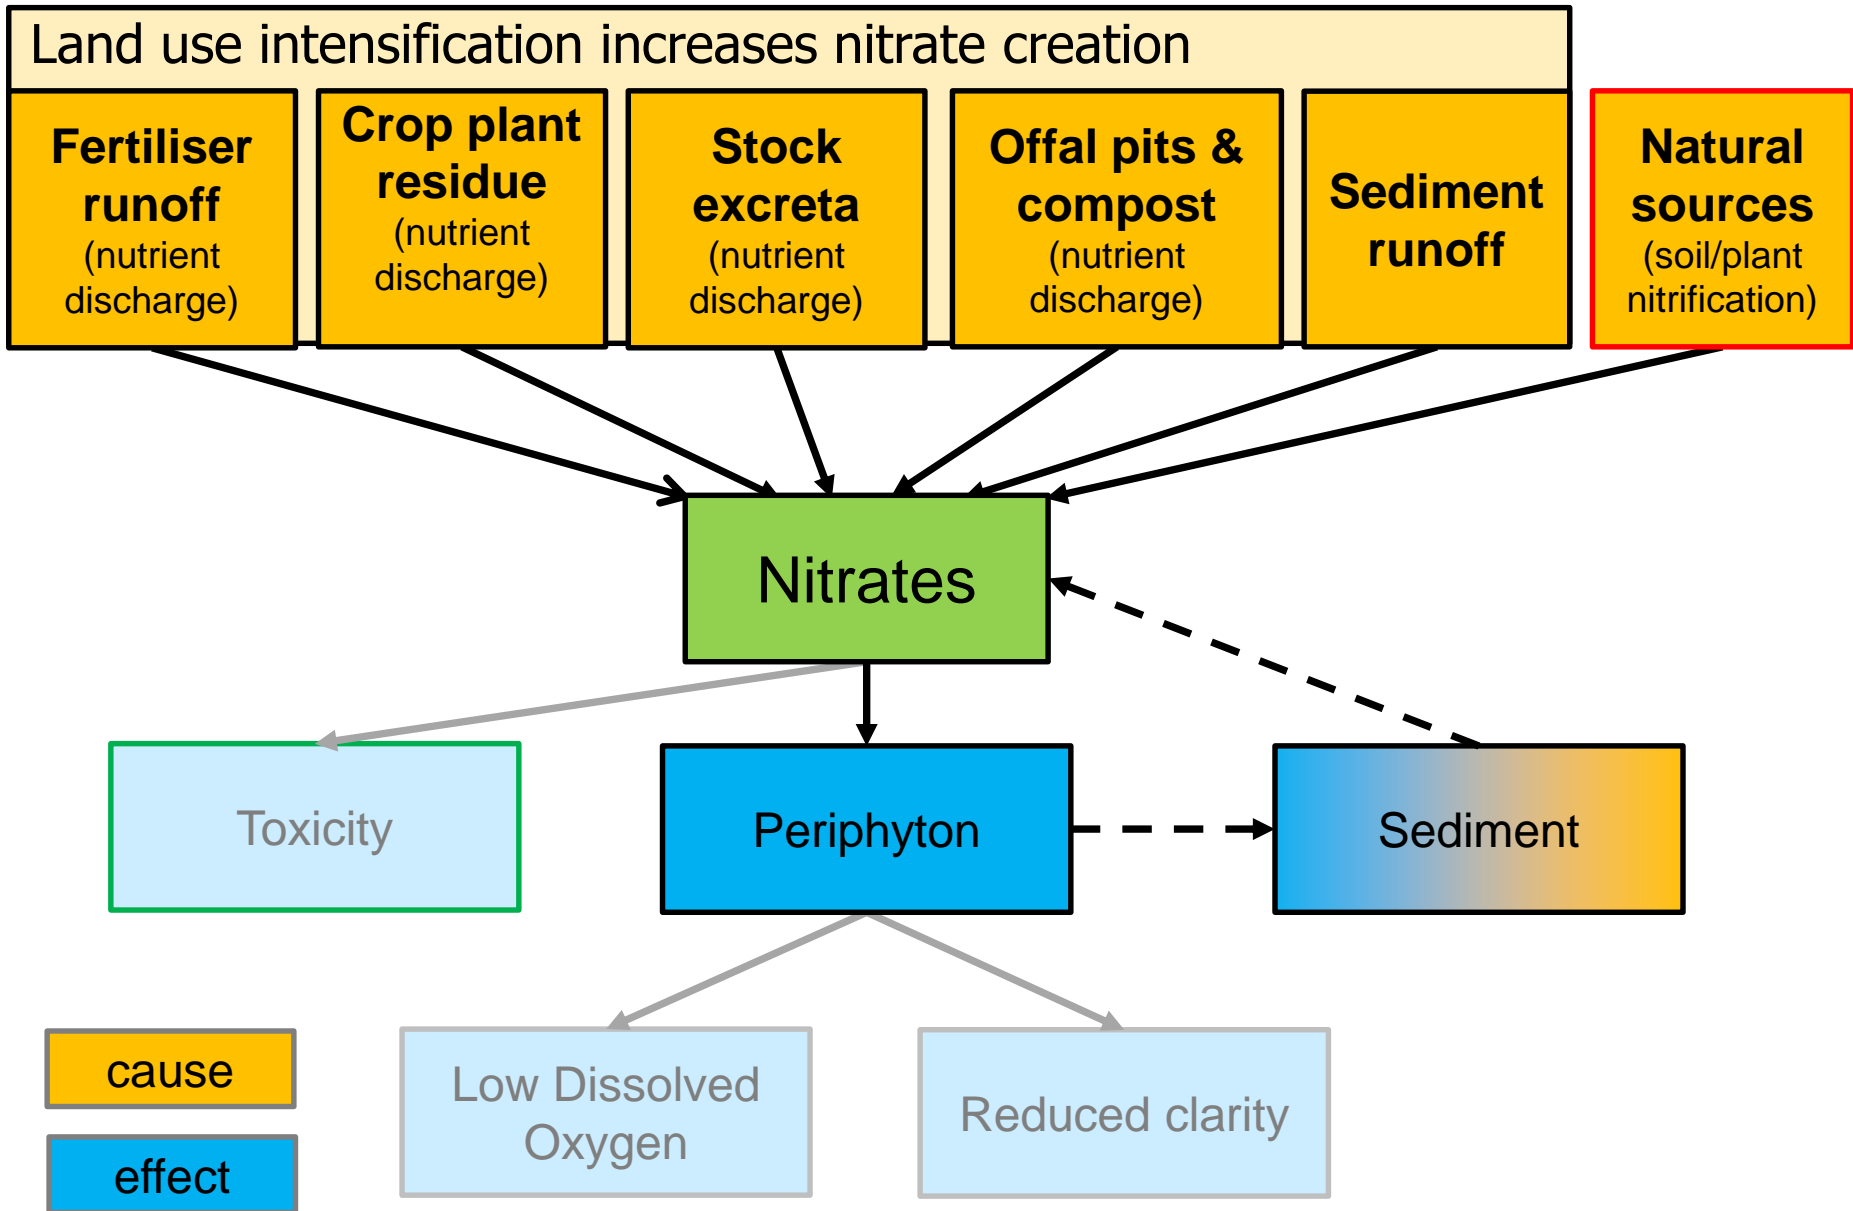 Land use intensification increases nitrate creation
Fertiliser
runoff
(nutrient
discharge)
Crop plant
residue
(nutrient
discharge)
Stock
excreta
(nutrient
discharge)
Offal pits &
compost
(nutrient
discharge)
Sediment
runoff
Natural
sources
(soil/plant
nitrification)
Nitrates
Toxicity
Periphyton
Sediment
Low Dissolved
Oxygen
Reduced clarity
cause
effect